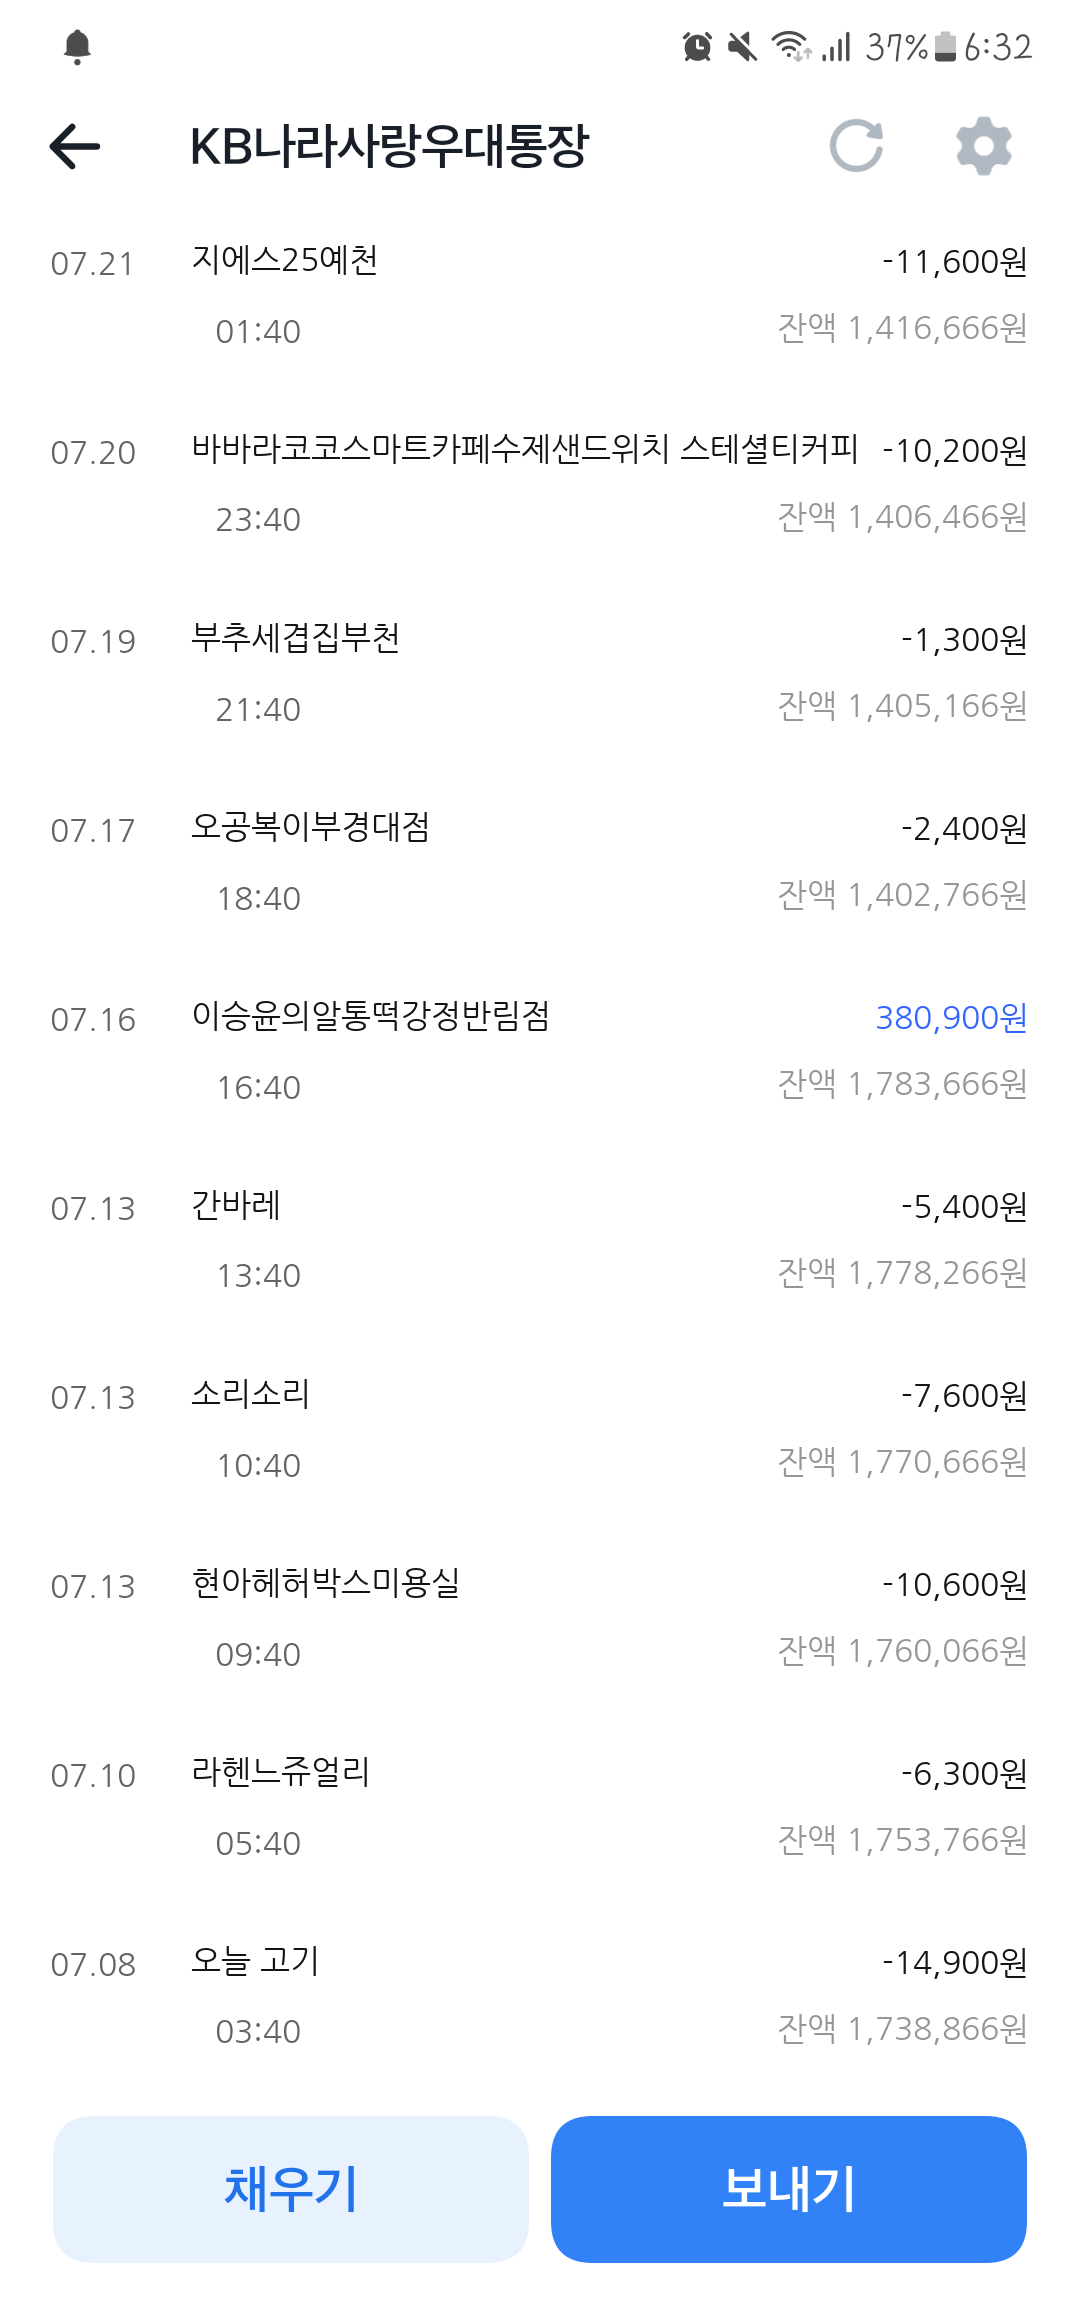 37% 6:32
KB나라사랑우대통장
07.21 지에스25예천 -11,600원
01:40 잔액 1,416,666원
07.20 바바라코코스마트카페수제샌드위치 스테셜티커피 -10,200원
23:40 잔액 1,406,466원
07.19 부추세겹집부천 -1,300원
21:40 잔액 1,405,166원
07.17 오공복이부경대점 -2,400원
18:40 잔액 1,402,766원
07.16 이승윤의알통떡강정반림점 380,900원
16:40 잔액 1,783,666원
07.13 간바레 -5,400원
13:40 잔액 1,778,266원
07.13 소리소리 -7,600원
10:40 잔액 1,770,666원
07.13 현아헤허박스미용실 -10,600원
09:40 잔액 1,760,066원
07.10 라헨느쥬얼리 -6,300원
05:40 잔액 1,753,766원
07.08 오늘 고기 -14,900원
03:40 잔액 1,738,866원
채우기 보내기